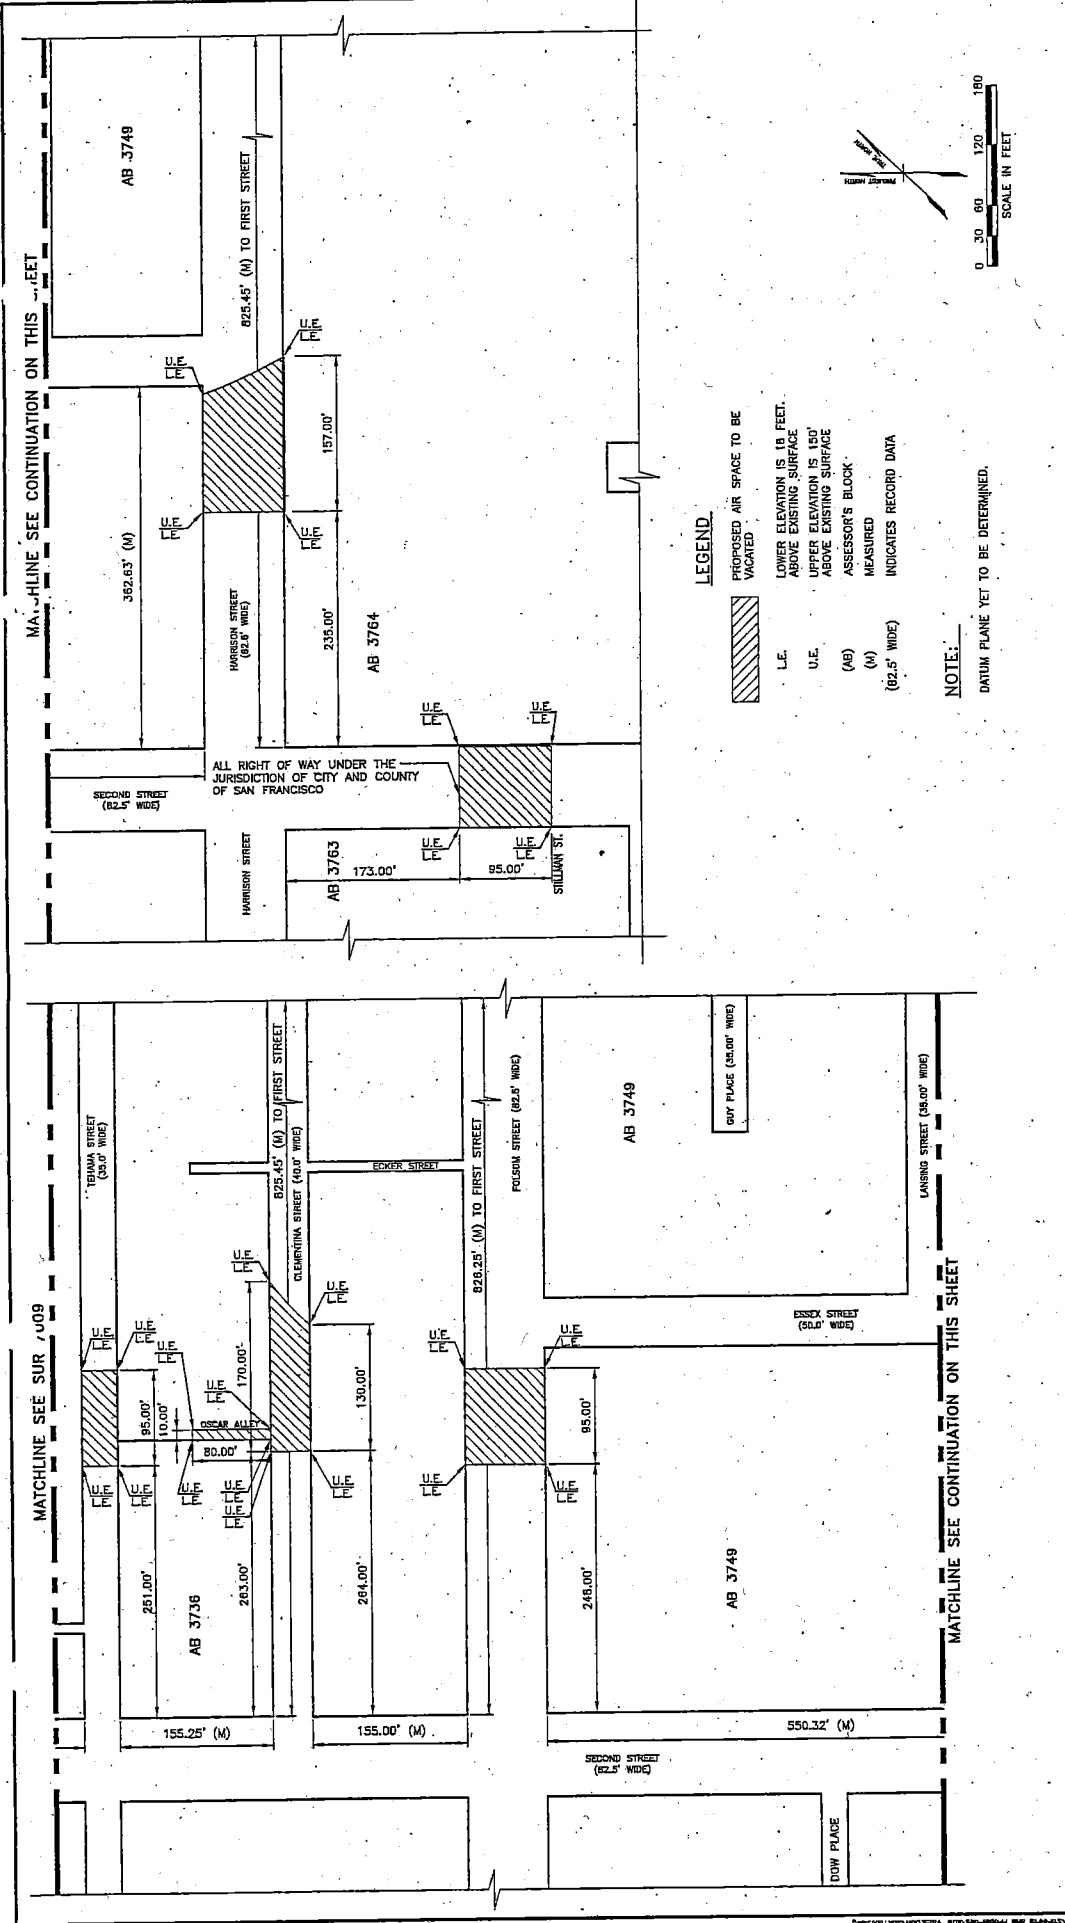 MATCHLINE SEE CONTINUATION ON THIS
AB 3749
825.45' (M) TO FIRST STREET
U.E.
L.E.
U.E.
L.E.
362.63' (M)
157.00'
U.E.
L.E.
U.E.
L.E.
HARRISON STREET
(82.5' WIDE)
235.00'
AB 3764
U.E.
L.E.
U.E.
L.E.
SECOND STREET
(82.5' WIDE)
ALL RIGHT OF WAY UNDER THE
JURISDICTION OF CITY AND COUNTY
OF SAN FRANCISCO
HARRISON STREET
AB 3763
173.00'
U.E.
L.E.
U.E.
L.E.
95.00'
STILLMAN ST.
TRUE NORTH
PROJECT NORTH
0 30 60 120 180
SCALE IN FEET
LEGEND
PROPOSED AIR SPACE TO BE
VACATED
L.E. LOWER ELEVATION IS 18 FEET.
ABOVE EXISTING SURFACE
U.E. UPPER ELEVATION IS 150'
ABOVE EXISTING SURFACE
(AB) ASSESSOR'S BLOCK
(M) MEASURED
(82.5' WIDE) INDICATES RECORD DATA
NOTE:
DATUM PLANE YET TO BE DETERMINED.
MATCHLINE SEE SUR
TEHAMA STREET
(35.0' WIDE)
825.45' (M) TO FIRST STREET
CLEMENTINA STREET (40.0' WIDE)
ECKER STREET
826.25' (M) TO FIRST STREET
FOLSOM STREET (82.5' WIDE)
AB 3749
GUY PLACE (35.00' WIDE)
LANSING STREET (35.00' WIDE)
ESSEX STREET
(50.0' WIDE)
U.E.
L.E.
U.E.
L.E.
U.E.
L.E.
U.E.
L.E.
U.E.
L.E.
U.E.
L.E.
U.E.
L.E.
U.E.
L.E.
95.00'
10.00'
OSCAR ALLEY
80.00'
170.00'
130.00'
95.00'
U.E.
L.E.
U.E.
L.E.
U.E.
L.E.
U.E.
L.E.
U.E.
L.E.
U.E.
L.E.
U.E.
L.E.
U.E.
L.E.
251.00'
AB 3736
263.00'
264.00'
248.00'
AB 3749
155.25' (M)
155.00' (M)
550.32' (M)
SECOND STREET
(82.5' WIDE)
DOW PLACE
MATCHLINE SEE CONTINUATION ON THIS SHEET